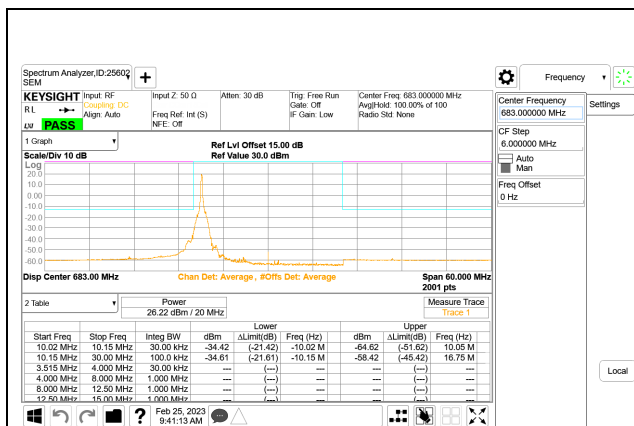 Spectrum Analyzer,ID:25602
SEM
Frequency
KEYSIGHT Input: RF Input Z: 50 Ω Atten: 30 dB Trig: Free Run Center Freq: 683.000000 MHz
R L Coupling: DC Gate: Off Avg|Hold: 100.00% of 100
Align: Auto Freq Ref: Int (S) IF Gain: Low Radio Std: None
PASS NFE: Off
Center Frequency
683.000000 MHz
Settings
CF Step
6.000000 MHz
Auto
Man
Freq Offset
0 Hz
1 Graph
Ref Lvl Offset 15.00 dB
Scale/Div 10 dB Ref Value 30.0 dBm
Log
20.0
10.0
0.00
-10.0
-20.0
-30.0
-40.0
-50.0
-60.0
Disp Center 683.00 MHz Chan Det: Average, #Offs Det: Average Span 60.000 MHz
2001 pts
2 Table Power Measure Trace
26.22 dBm / 20 MHz Trace 1
Lower Upper
Start Freq Stop Freq Integ BW dBm ΔLimit(dB) Freq (Hz) dBm ΔLimit(dB) Freq (Hz)
10.02 MHz 10.15 MHz 30.00 kHz -34.42 (-21.42) -10.02 M -64.62 (-51.62) 10.05 M
10.15 MHz 30.00 MHz 100.0 kHz -34.61 (-21.61) -10.15 M -58.42 (-45.42) 16.75 M
3.515 MHz 4.000 MHz 30.00 kHz --- (---) --- --- (---) ---
4.000 MHz 8.000 MHz 1.000 MHz --- (---) --- --- (---) ---
8.000 MHz 12.50 MHz 1.000 MHz --- (---) --- --- (---) ---
12.50 MHz 15.00 MHz 1.000 MHz --- (---) --- --- (---) ---
Local
? Feb 25, 2023
9:41:13 AM